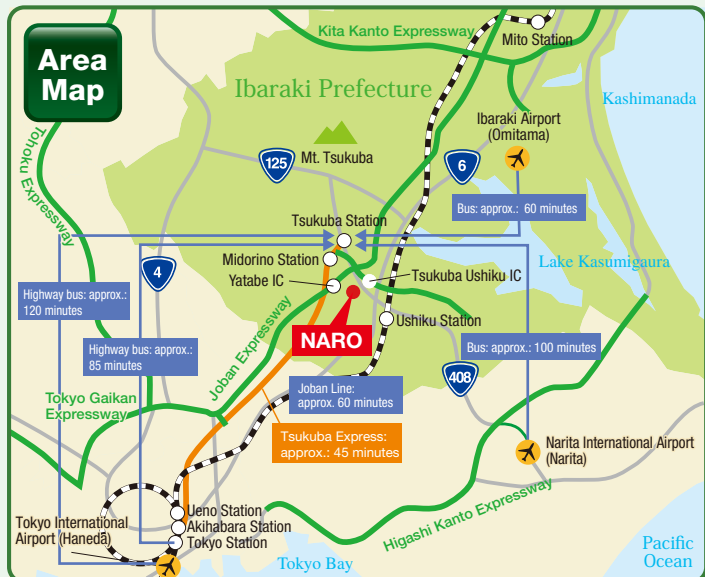 Area
Map
Kita Kanto Expressway
Mito Station
Ibaraki Prefecture
Kashimanada
Ibaraki Airport
(Omitama)
Tohoku Expressway
125
Mt. Tsukuba
6
Bus: approx.: 60 minutes
Tsukuba Station
Midorino Station
Lake Kasumigaura
4
Yatabe IC
Tsukuba Ushiku IC
Highway bus: approx.:
120 minutes
Ushiku Station
NARO
Highway bus: approx.:
85 minutes
Joban Expressway
Bus: approx.: 100 minutes
408
Joban Line:
approx. 60 minutes
Tokyo Gaikan
Expressway
Tsukuba Express:
approx.: 45 minutes
Narita International Airport
(Narita)
Higashi Kanto Expressway
Ueno Station
Akihabara Station
Tokyo Station
Tokyo International
Airport (Haneda)
Tokyo Bay
Pacific
Ocean